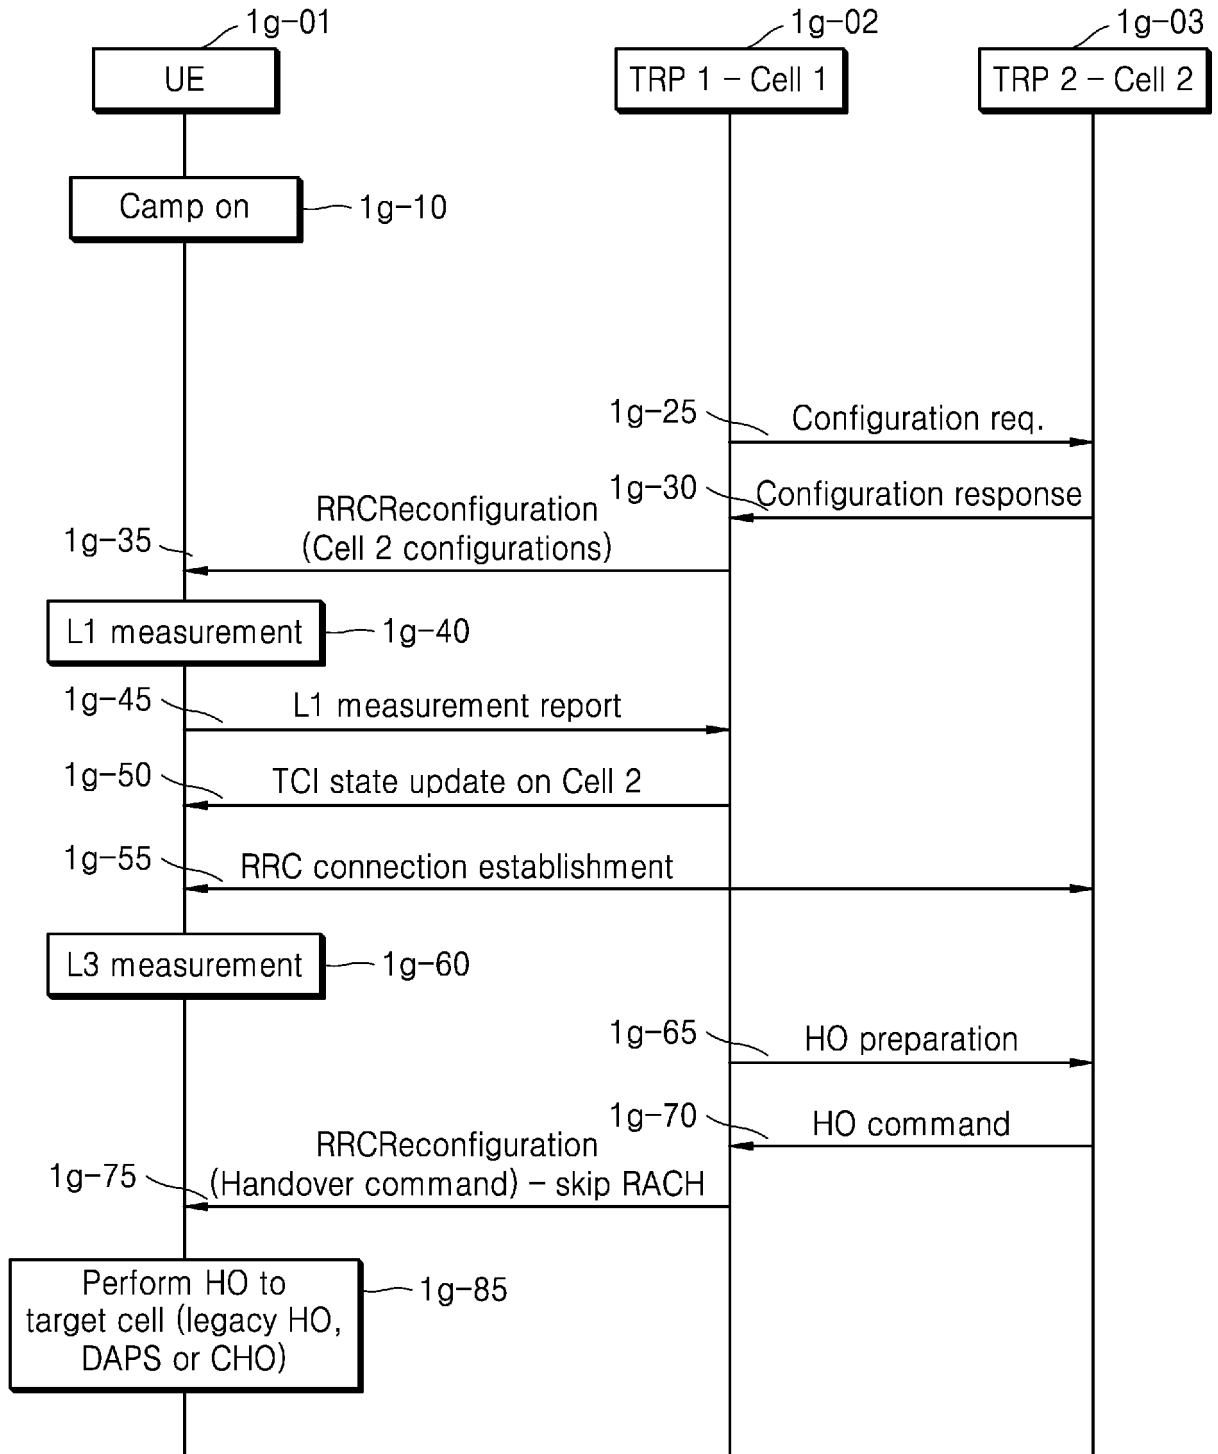 1g-01
1g-02
1g-03
UE
TRP 1 - Cell 1
TRP 2 - Cell 2
Camp on
1g-10
1g-25
Configuration req.
1g-30
Configuration response
RRCReconfiguration
(Cell 2 configurations)
1g-35
L1 measurement
1g-40
1g-45
L1 measurement report
1g-50
TCI state update on Cell 2
1g-55
RRC connection establishment
L3 measurement
1g-60
1g-65
HO preparation
1g-70
HO command
RRCReconfiguration
(Handover command) - skip RACH
1g-75
Perform HO to
target cell (legacy HO,
DAPS or CHO)
1g-85